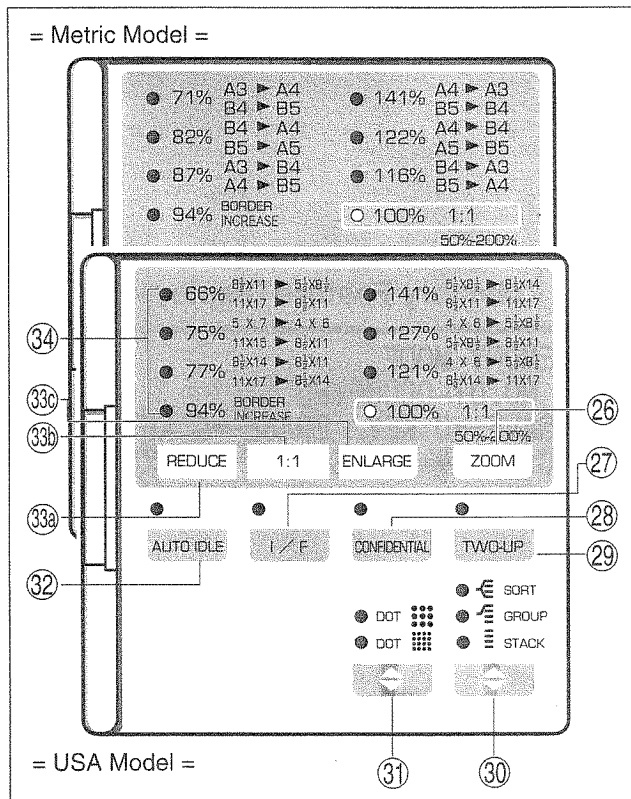 = Metric Model =
71% A3 ► A4
B4 ► B5
141% A4 ► A3
B5 ► B4
82% B4 ► A4
B5 ► A5
122% A4 ► B4
A5 ► B5
87% A3 ► B4
A4 ► B5
116% B4 ► A3
B5 ► A4
94% BORDER INCREASE
100% 1:1
50%-200%
66% 8½X11 ► 5½X8½
11X17 ► 8½X11
141% 5½X8½ ► 8½X14
8½X11 ► 11X17
75% 5 X 7 ► 4 X 6
11X15 ► 8½X11
127% 4 X 6 ► 5½X8½
5½X8½ ► 8½X11
77% 8½X14 ► 8½X11
11X17 ► 8½X14
121% 4 X 6 ► 5½X8½
8½X14 ► 11X17
94% BORDER INCREASE
100% 1:1
50%-200%
REDUCE 1:1 ENLARGE ZOOM
AUTO IDLE I/F CONFIDENTIAL TWO-UP
SORT
DOT GROUP
DOT STACK
34
33c
33b
33a
32
26
27
28
29
31 30
= USA Model =